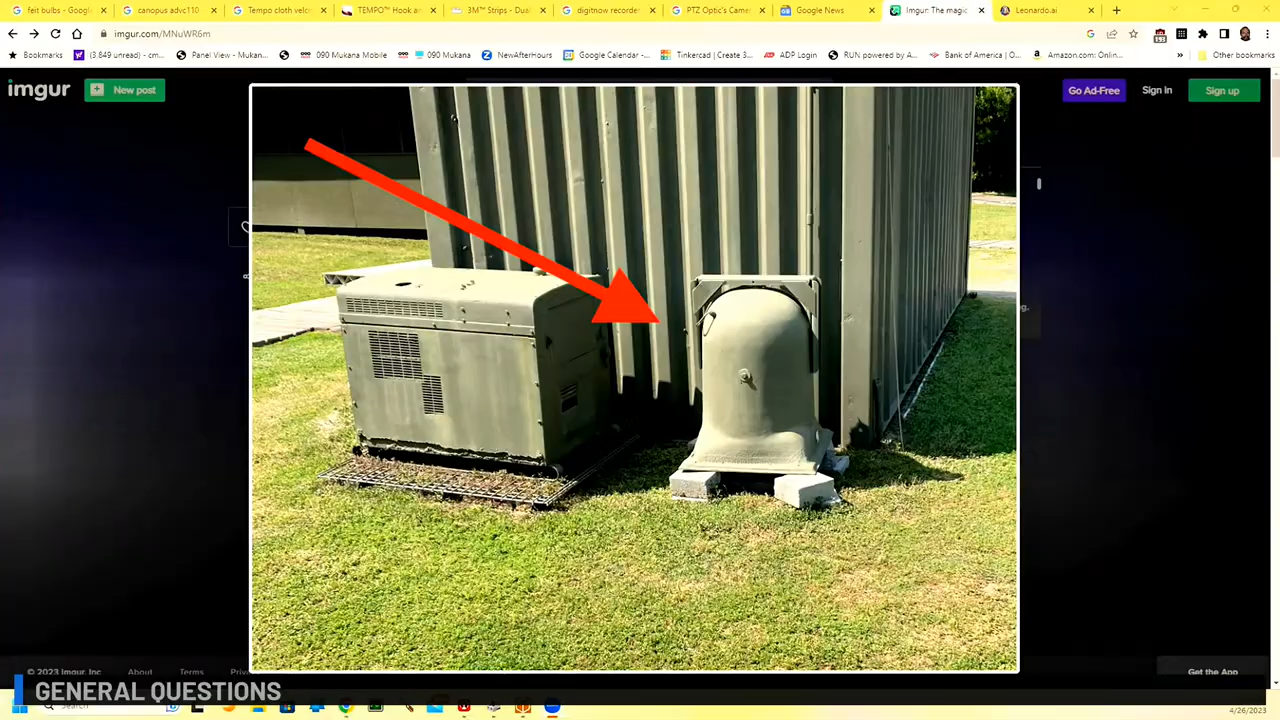 feit bulbs - Googl
canopus advc110
Tempo cloth velcr
TEMPO™ Hook an
3M™ Strips - Dual
digitnow recorder
PTZ Optic's Came
Google News
Imgur: The magic
Leonardo.ai
imgur.com/MNuWR6m
Bookmarks
(3,849 unread) - cm...
Panel View - Mukan...
090 Mukana Mobile
090 Mukana
NewAfterHours
Google Calendar -...
Tinkercad | Create 3...
ADP Login
RUN powered by A...
Bank of America | O...
Amazon.com: Onlin...
»
Other bookmarks
imgur
New post
Go Ad-Free
Sign in
Sign up
© 2023 Imgur, Inc
About
Terms
Get the App
GENERAL QUESTIONS
Search
4/26/2023